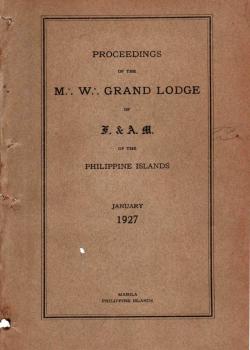 PROCEEDINGS
OF THE
M∴ W∴ GRAND LODGE
OF
F. & A. M.
OF THE
PHILIPPINE ISLANDS
JANUARY
1927
MANILA
PHILIPPINE ISLANDS